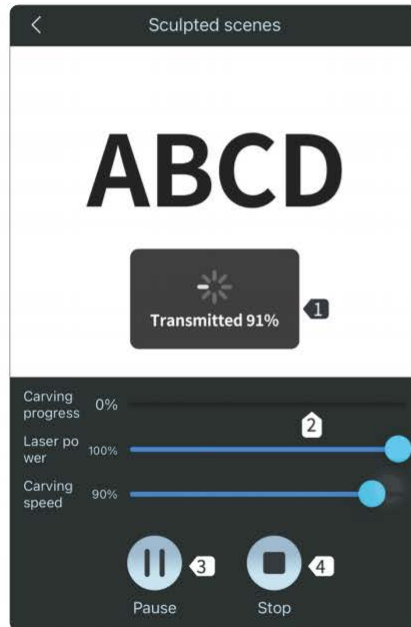 Sculpted scenes
ABCD
Transmitted 91%
1
Carving
progress
0%
2
Laser po
wer
100%
Carving
speed
90%
3
4
Pause
Stop